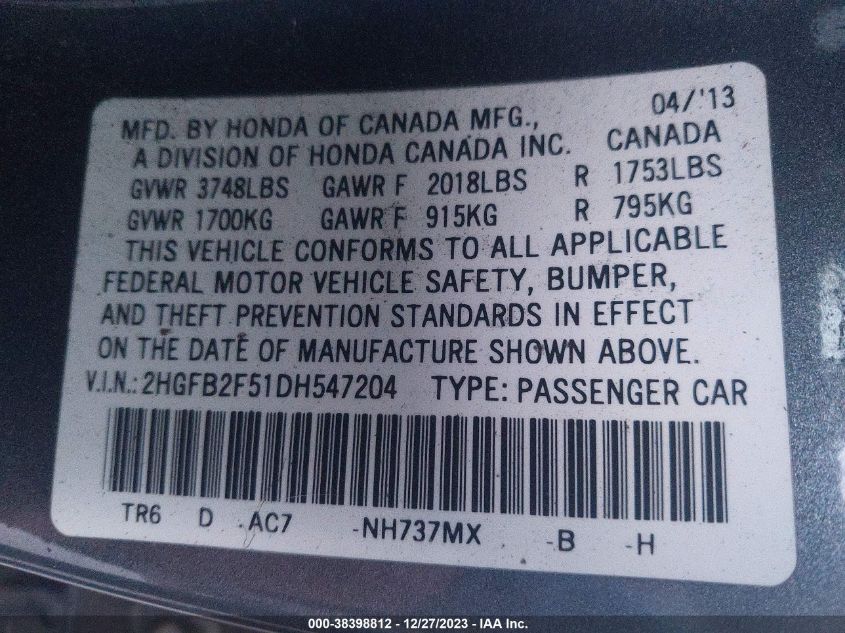 04/'13
MFD. BY HONDA OF CANADA MFG.,
A DIVISION OF HONDA CANADA INC. CANADA
GVWR 3748LBS GAWR F 2018LBS R 1753LBS
GVWR 1700KG GAWR F 915KG R 795KG
THIS VEHICLE CONFORMS TO ALL APPLICABLE
FEDERAL MOTOR VEHICLE SAFETY, BUMPER,
AND THEFT PREVENTION STANDARDS IN EFFECT
ON THE DATE OF MANUFACTURE SHOWN ABOVE.
V.I.N.: 2HGFB2F51DH547204 TYPE: PASSENGER CAR
TR6 D AC7 -NH737MX -B -H
000-38398812 - 12/27/2023 - IAA Inc.